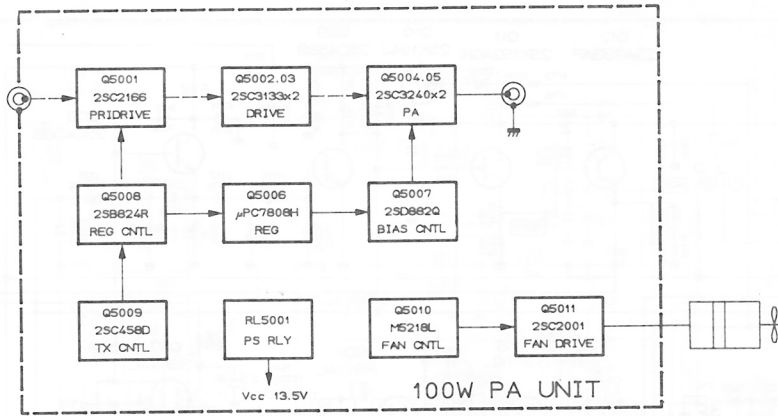 Q5001
2SC2166
PRIDRIVE
Q5002.03
2SC3133x2
DRIVE
Q5004.05
2SC3240x2
PA
Q5008
2SB824R
REG CNTL
Q5006
μPC7808H
REG
Q5007
2SD882Q
BIAS CNTL
Q5009
2SC458D
TX CNTL
RL5001
PS RLY
Q5010
M5218L
FAN CNTL
Q5011
2SC2001
FAN DRIVE
Vcc 13.5V
100W PA UNIT